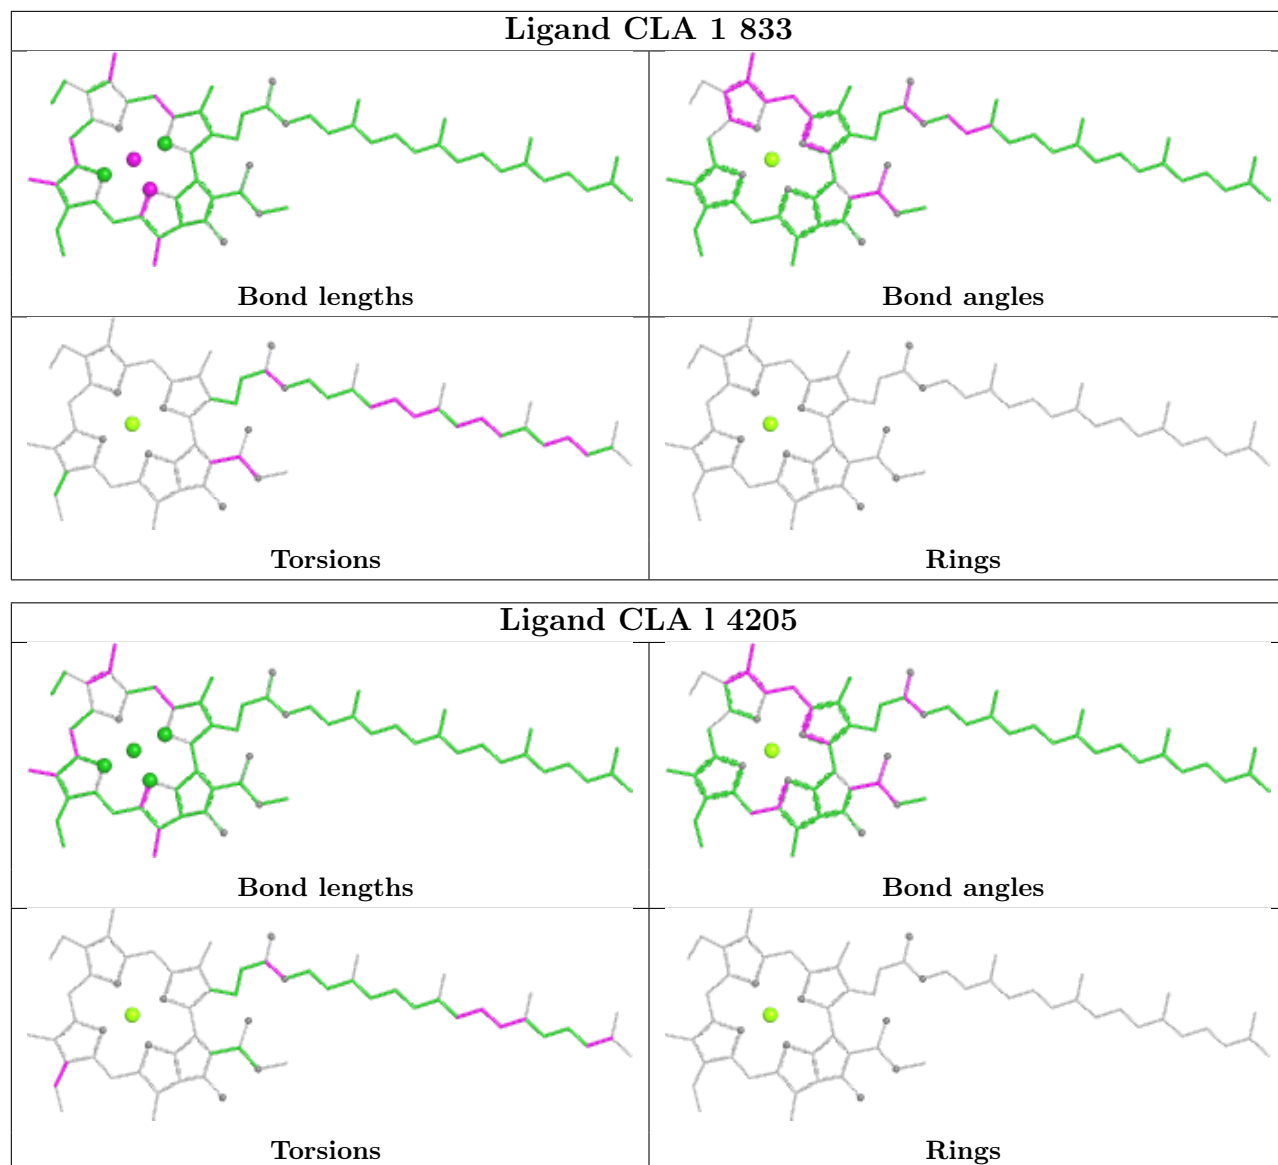 Ligand CLA 1 833
Bond lengths
Bond angles
Torsions
Rings
Ligand CLA l 4205
Bond lengths
Bond angles
Torsions
Rings